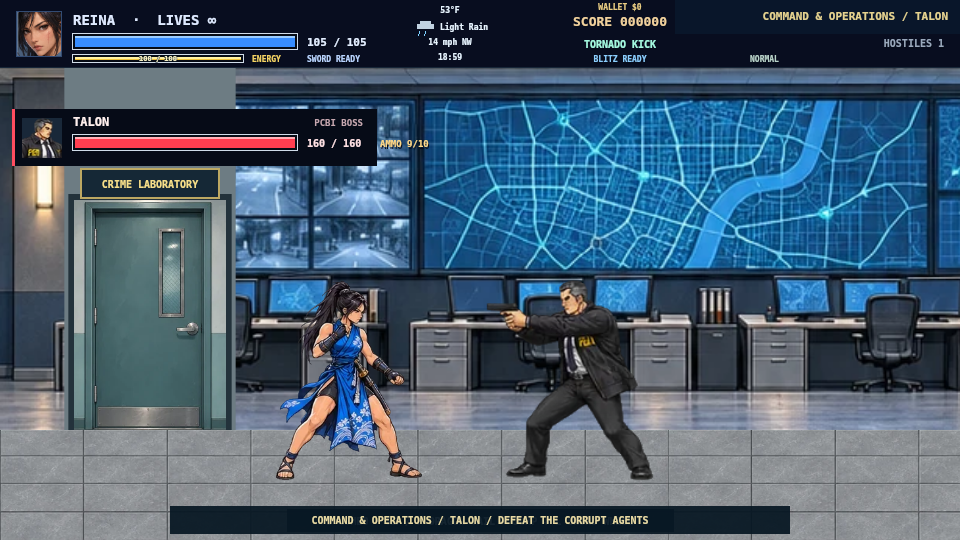 REINA · LIVES ∞
105 / 105
100 / 100
ENERGY
SWORD READY
53°F
Light Rain
14 mph NW
18:59
WALLET $0
SCORE 000000
TORNADO KICK
BLITZ READY
NORMAL
COMMAND & OPERATIONS / TALON
HOSTILES 1
TALON
PCBI BOSS
160 / 160
AMMO 9/10
CRIME LABORATORY
COMMAND & OPERATIONS / TALON / DEFEAT THE CORRUPT AGENTS